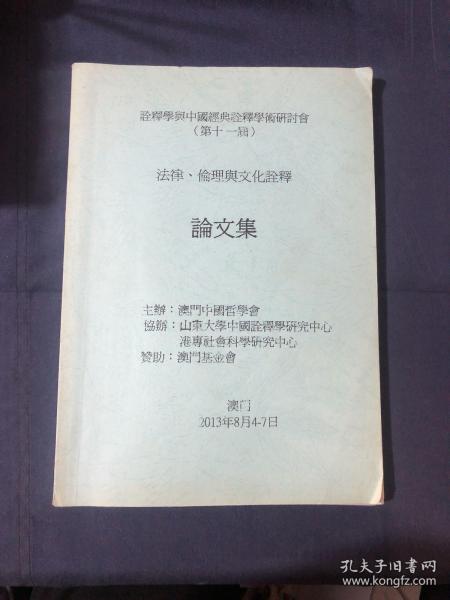 詮釋學與中國經典詮釋學術研討會
（第十一屆）
法律、倫理與文化詮釋
論文集
主辦：澳門中國哲學會
協辦：山東大學中國詮釋學研究中心
港專社會科學研究中心
贊助：澳門基金會
澳門
2013年8月4-7日
孔夫子旧书网
www.kongfz.com